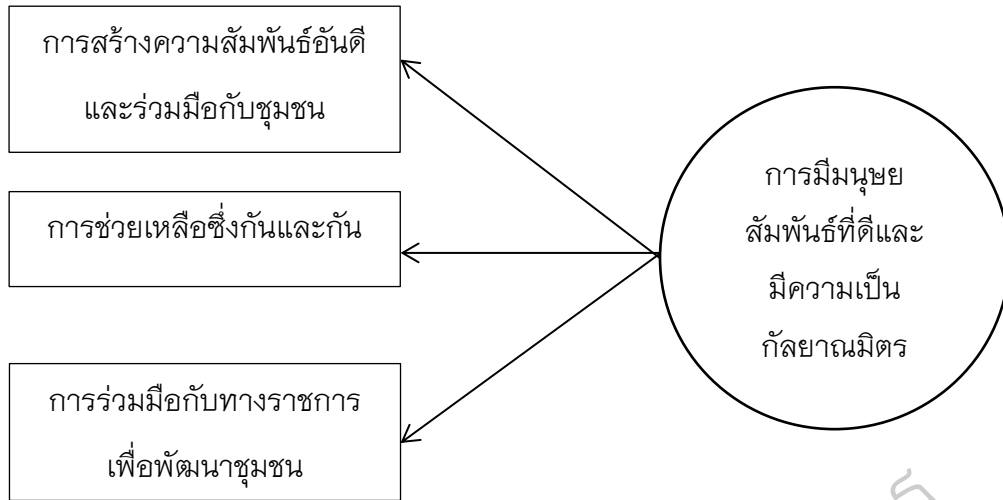 การสร้างความสัมพันธ์อันดี
และร่วมมือกับชุมชน
การช่วยเหลือซึ่งกันและกัน
การร่วมมือกับทางราชการ
เพื่อพัฒนาชุมชน
การมีมนุษย
สัมพันธ์ที่ดีและ
มีความเป็น
กัลยาณมิตร